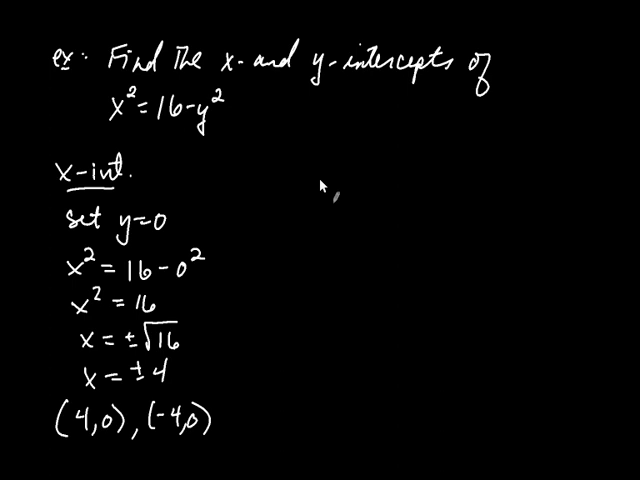 ex: Find the x- and y-intercepts of
x² = 16 - y²
x-int.
set y=0
x² = 16 - 0²
x² = 16
x = ±√16
x = ±4
(4,0), (-4,0)